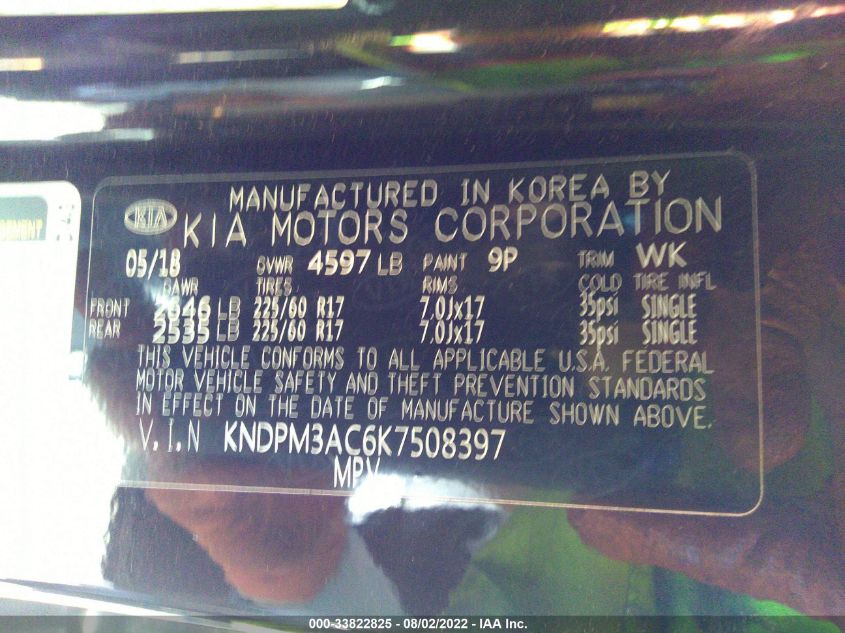 MANUFACTURED IN KOREA BY
KIA KIA MOTORS CORPORATION
05/18 GVWR 4597 LB PAINT 9P TRIM WK
GAWR TIRES RIMS COLD TIRE INFL
FRONT 2646 LB 225/60 R17 7.0Jx17 35psi SINGLE
REAR 2535 LB 225/60 R17 7.0Jx17 35psi SINGLE
THIS VEHICLE CONFORMS TO ALL APPLICABLE U.S.A. FEDERAL
MOTOR VEHICLE SAFETY AND THEFT PREVENTION STANDARDS
IN EFFECT ON THE DATE OF MANUFACTURE SHOWN ABOVE.
V.I.N KNDPM3AC6K7508397
MPV
000-33822825 - 08/02/2022 - IAA Inc.